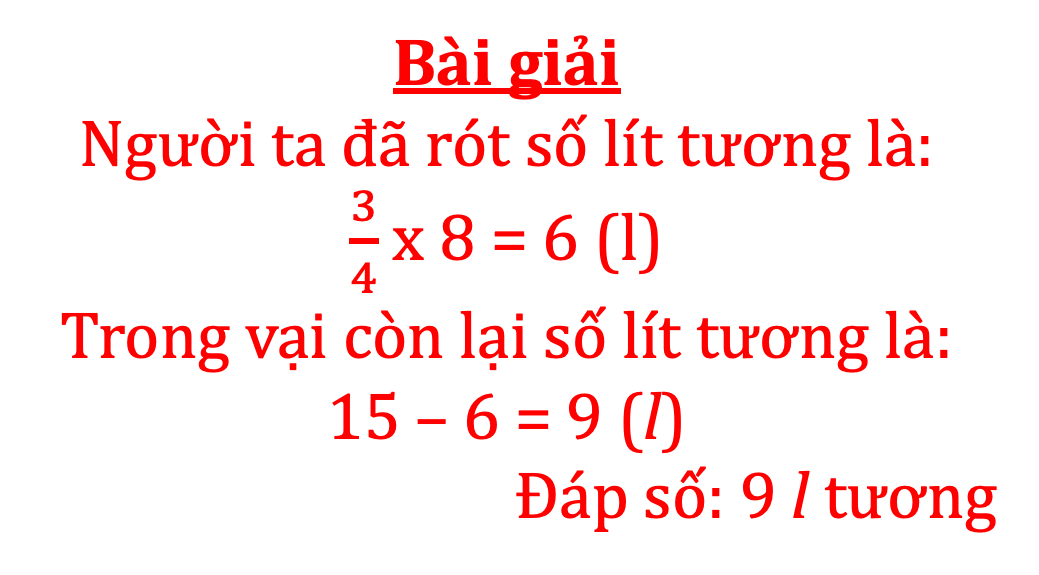 Bài giải
Người ta đã rót số lít tương là:
3/4 x 8 = 6 (l)
Trong vại còn lại số lít tương là:
15 – 6 = 9 (l)
Đáp số: 9 l tương